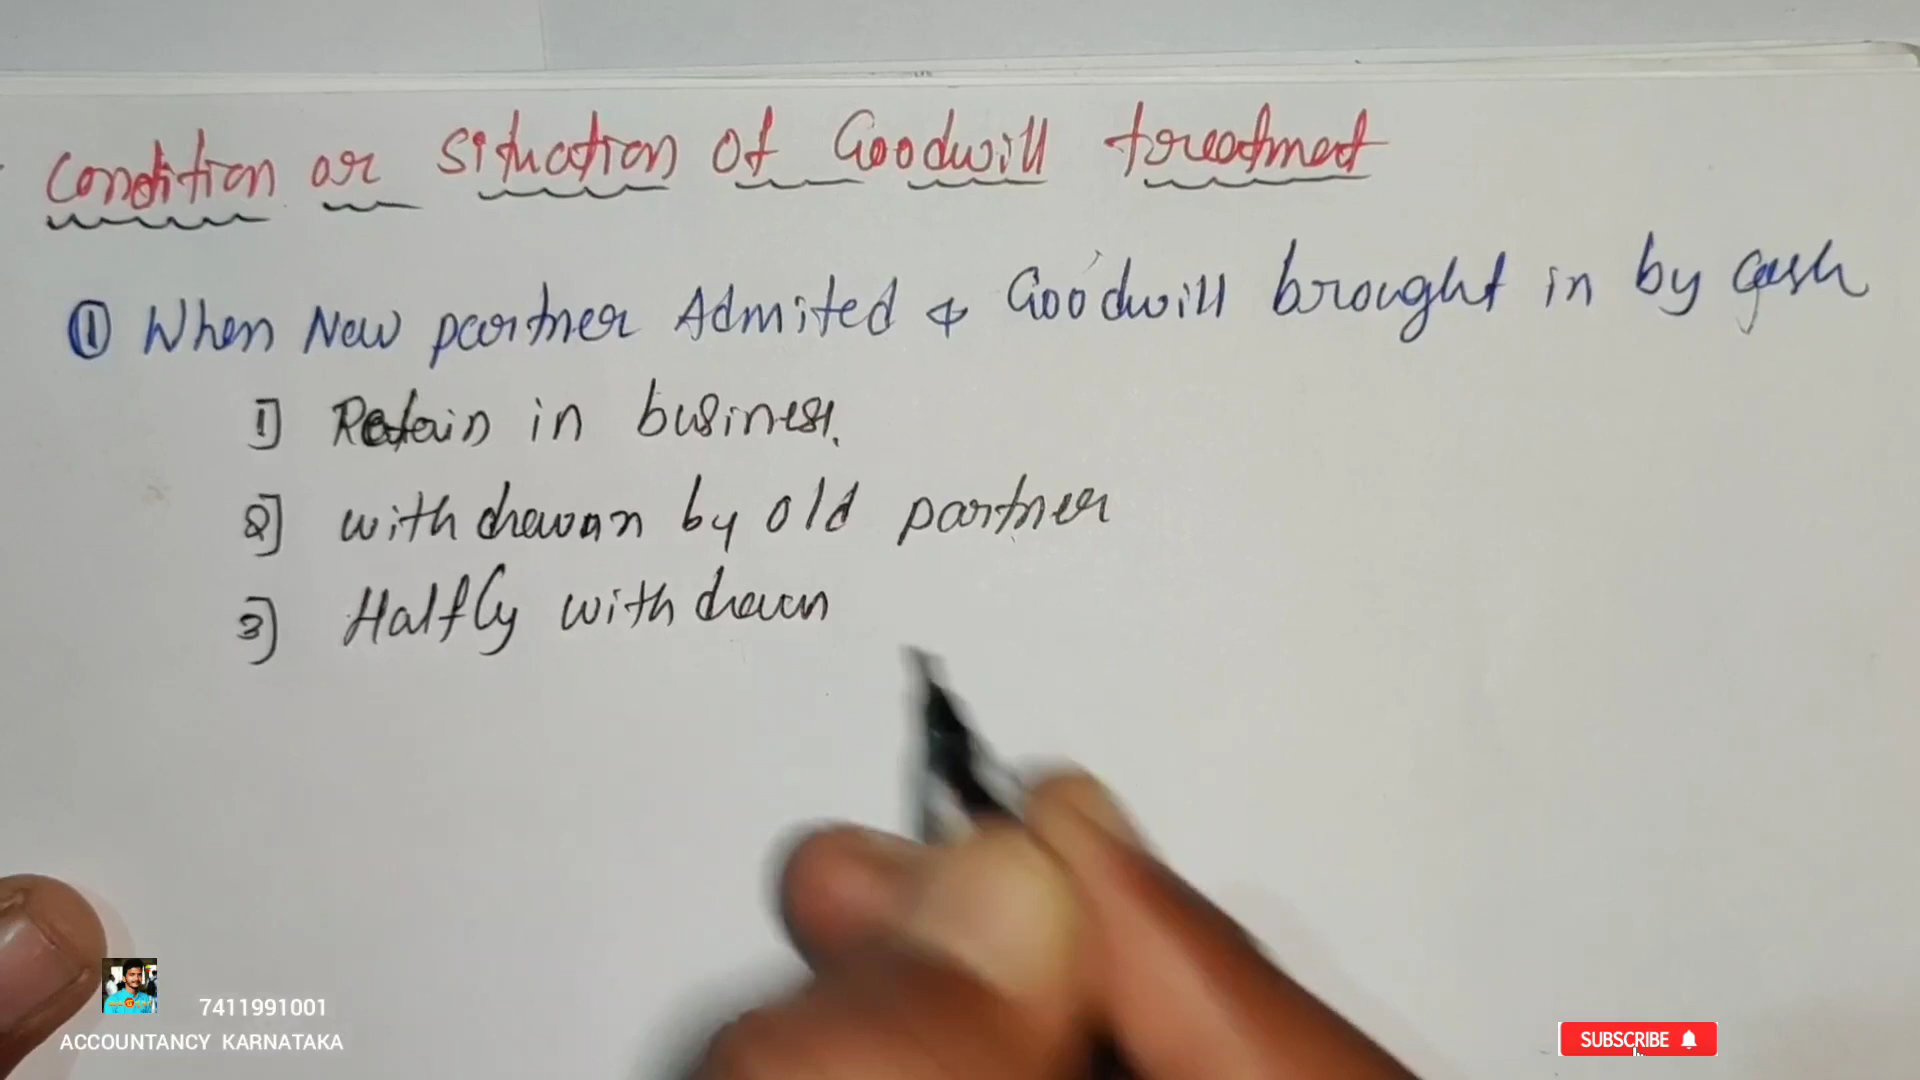 Condition or Situation Of Goodwill treatment
① When New partner Admited & Goodwill brought in by cash
1] Retain in business.
2] withdrawn by old partner
3] Halfly withdrawn
7411991001
ACCOUNTANCY KARNATAKA
SUBSCRIBE